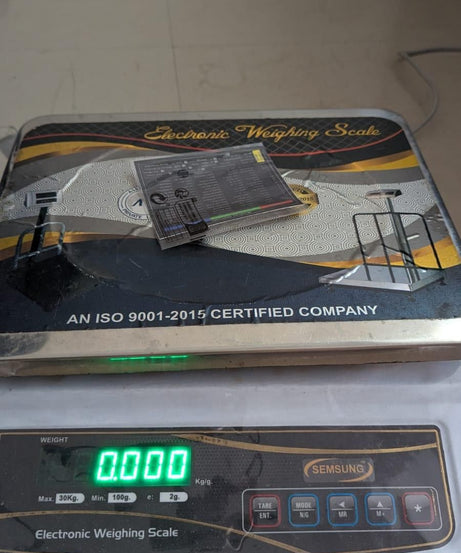 Electronic Weighing Scale
AN ISO 9001-2015 CERTIFIED COMPANY
WEIGHT
0.000
Kg/g.
Max. 30Kg. Min. 100g. e: 2g.
SEMSUNG
Electronic Weighing Scale
TARE
ENT.
MODE
N/G
◀
MR
▲
M+
*